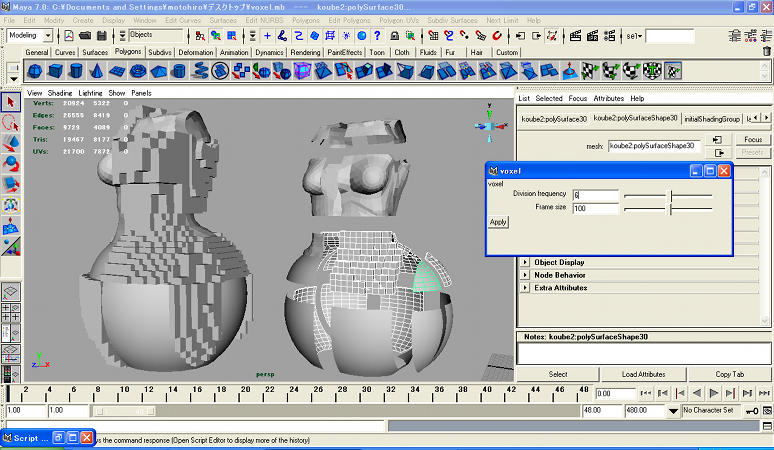 Maya 7.0: C:¥Documents and Settings¥motohiro¥デスクトップ¥voxel.mb --- koube2:polySurface30...
File Edit Modify Create Display Window Edit Curves Surfaces Edit NURBS Polygons Edit Polygons Polygon UVs Subdiv Surfaces Next Limit Help
Modeling Objects sel
General Curves Surfaces Polygons Subdivs Deformation Animation Dynamics Rendering PaintEffects Toon Cloth Fluids Fur Hair Custom
View Shading Lighting Show Panels
Verts: 20924 5322 0
Edges: 26555 8419 0
Faces: 9729 4089 0
Tris: 19467 8177 0
UVs: 21700 7872 0
y
x
z
persp
List Selected Focus Attributes Help
koube2:polySurface30 koube2:polySurfaceShape30 initialShadingGroup
mesh: koube2:polySurfaceShape30 Focus
Presets
voxel
voxel
Division frequency 6
Frame size 100
Apply
Object Display
Node Behavior
Extra Attributes
Notes: koube2:polySurfaceShape30
Select Load Attributes Copy Tab
2 4 6 8 10 12 14 16 18 20 22 24 26 28 30 32 34 36 38 40 42 44 46 48 0.00
1.00 1.00 48.00 480.00 No Character Set
Script ... ws the command response (Open Script Editor to display more of the history)